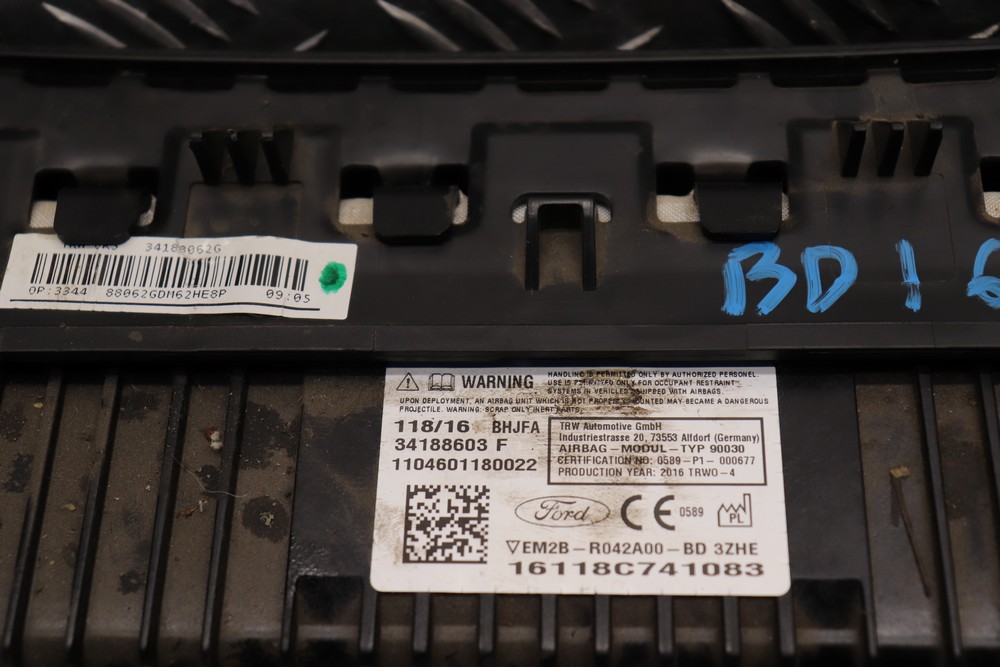 34188062G
OP:3344 88062GDM62HE8P 09:05
BD 1
WARNING
HANDLING IS PERMITTED ONLY BY AUTHORIZED PERSONEL.
USE IS PERMITTED ONLY FOR OCCUPANT RESTRAINT
SYSTEMS IN VEHICLES EQUIPPED WITH AIRBAGS.
UPON DEPLOYMENT, AN AIRBAG UNIT WHICH IS NOT PROPERLY MOUNTED MAY BECAME A DANGEROUS
PROJECTILE. WARNING: SCRAP ONLY INERT PARTS.
118/16 BHJFA
34188603 F
1104601180022
TRW Automotive GmbH
Industriestrasse 20, 73553 Alfdorf (Germany)
AIRBAG-MODUL-TYP 90030
CERTIFICATION NO: 0589-P1-000677
PRODUCTION YEAR: 2016 TRWO-4
Ford CE 0589 PL
EM2B-R042A00-BD 3ZHE
16118C741083